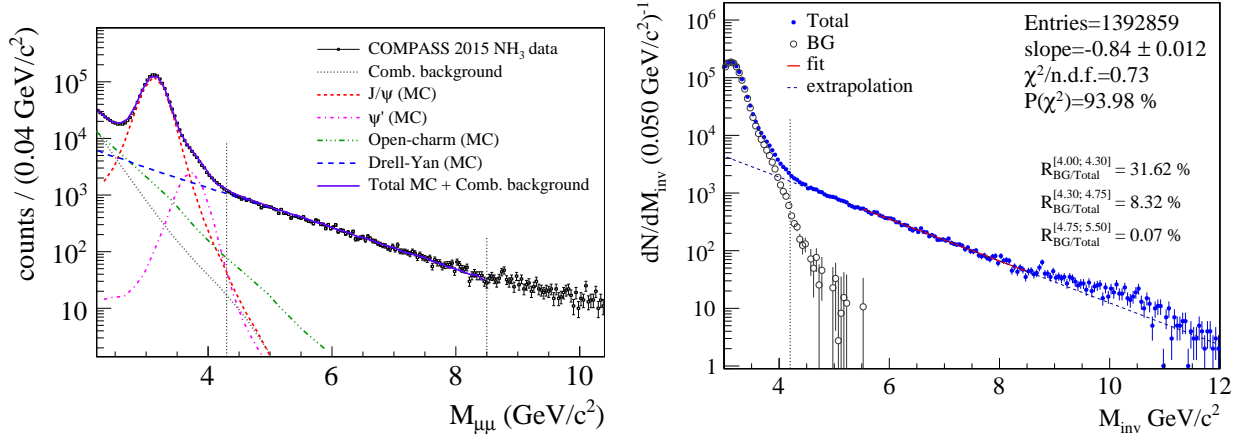 counts / (0.04 GeV/c²)
10⁵
10⁴
10³
10²
10
COMPASS 2015 NH₃ data
Comb. background
J/ψ (MC)
ψ' (MC)
Open-charm (MC)
Drell-Yan (MC)
Total MC + Comb. background
4 6 8 10
M_μμ (GeV/c²)
dN/dM_inv (0.050 GeV/c²)⁻¹
10⁶
10⁵
10⁴
10³
10²
10
1
Total
BG
fit
extrapolation
Entries=1392859
slope=-0.84 ± 0.012
χ²/n.d.f.=0.73
P(χ²)=93.98 %
R_BG/Total^[4.00; 4.30] = 31.62 %
R_BG/Total^[4.30; 4.75] = 8.32 %
R_BG/Total^[4.75; 5.50] = 0.07 %
4 6 8 10 12
M_inv GeV/c²